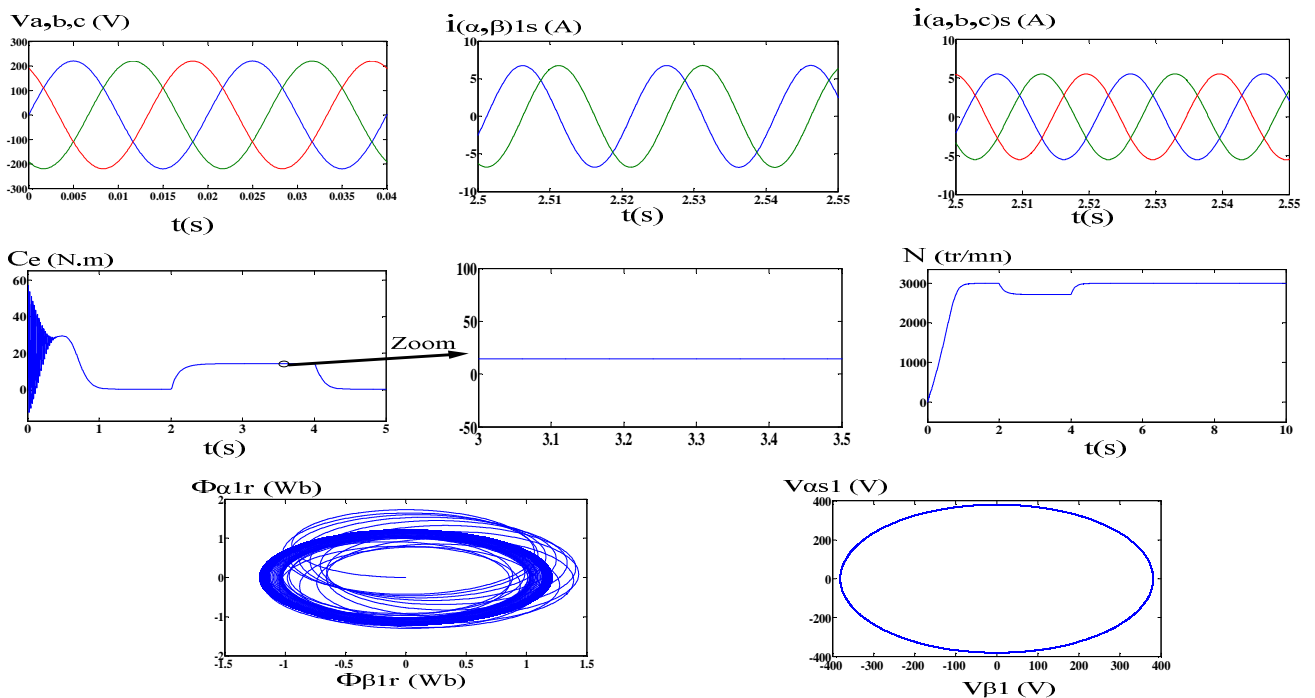 Va,b,c (V)
300
200
100
0
-100
-200
-300
0 0.005 0.01 0.015 0.02 0.025 0.03 0.035 0.04
t(s)
i(α,β)1s (A)
10
5
0
-5
-10
2.5 2.51 2.52 2.53 2.54 2.55
t(s)
i(a,b,c)s (A)
10
5
0
-5
-10
2.5 2.51 2.52 2.53 2.54 2.55
t(s)
Ce (N.m)
60
40
20
0
0 1 2 3 4 5
t(s)
Zoom
100
50
0
-50
3 3.1 3.2 3.3 3.4 3.5
N (tr/mn)
3000
2000
1000
0
0 2 4 6 8 10
t(s)
Φα1r (Wb)
2
1
0
-1
-2
-1.5 -1 -0.5 0 0.5 1 1.5
Φβ1r (Wb)
Vαs1 (V)
400
200
0
-200
-400
-400 -300 -200 -100 0 100 200 300 400
Vβ1 (V)